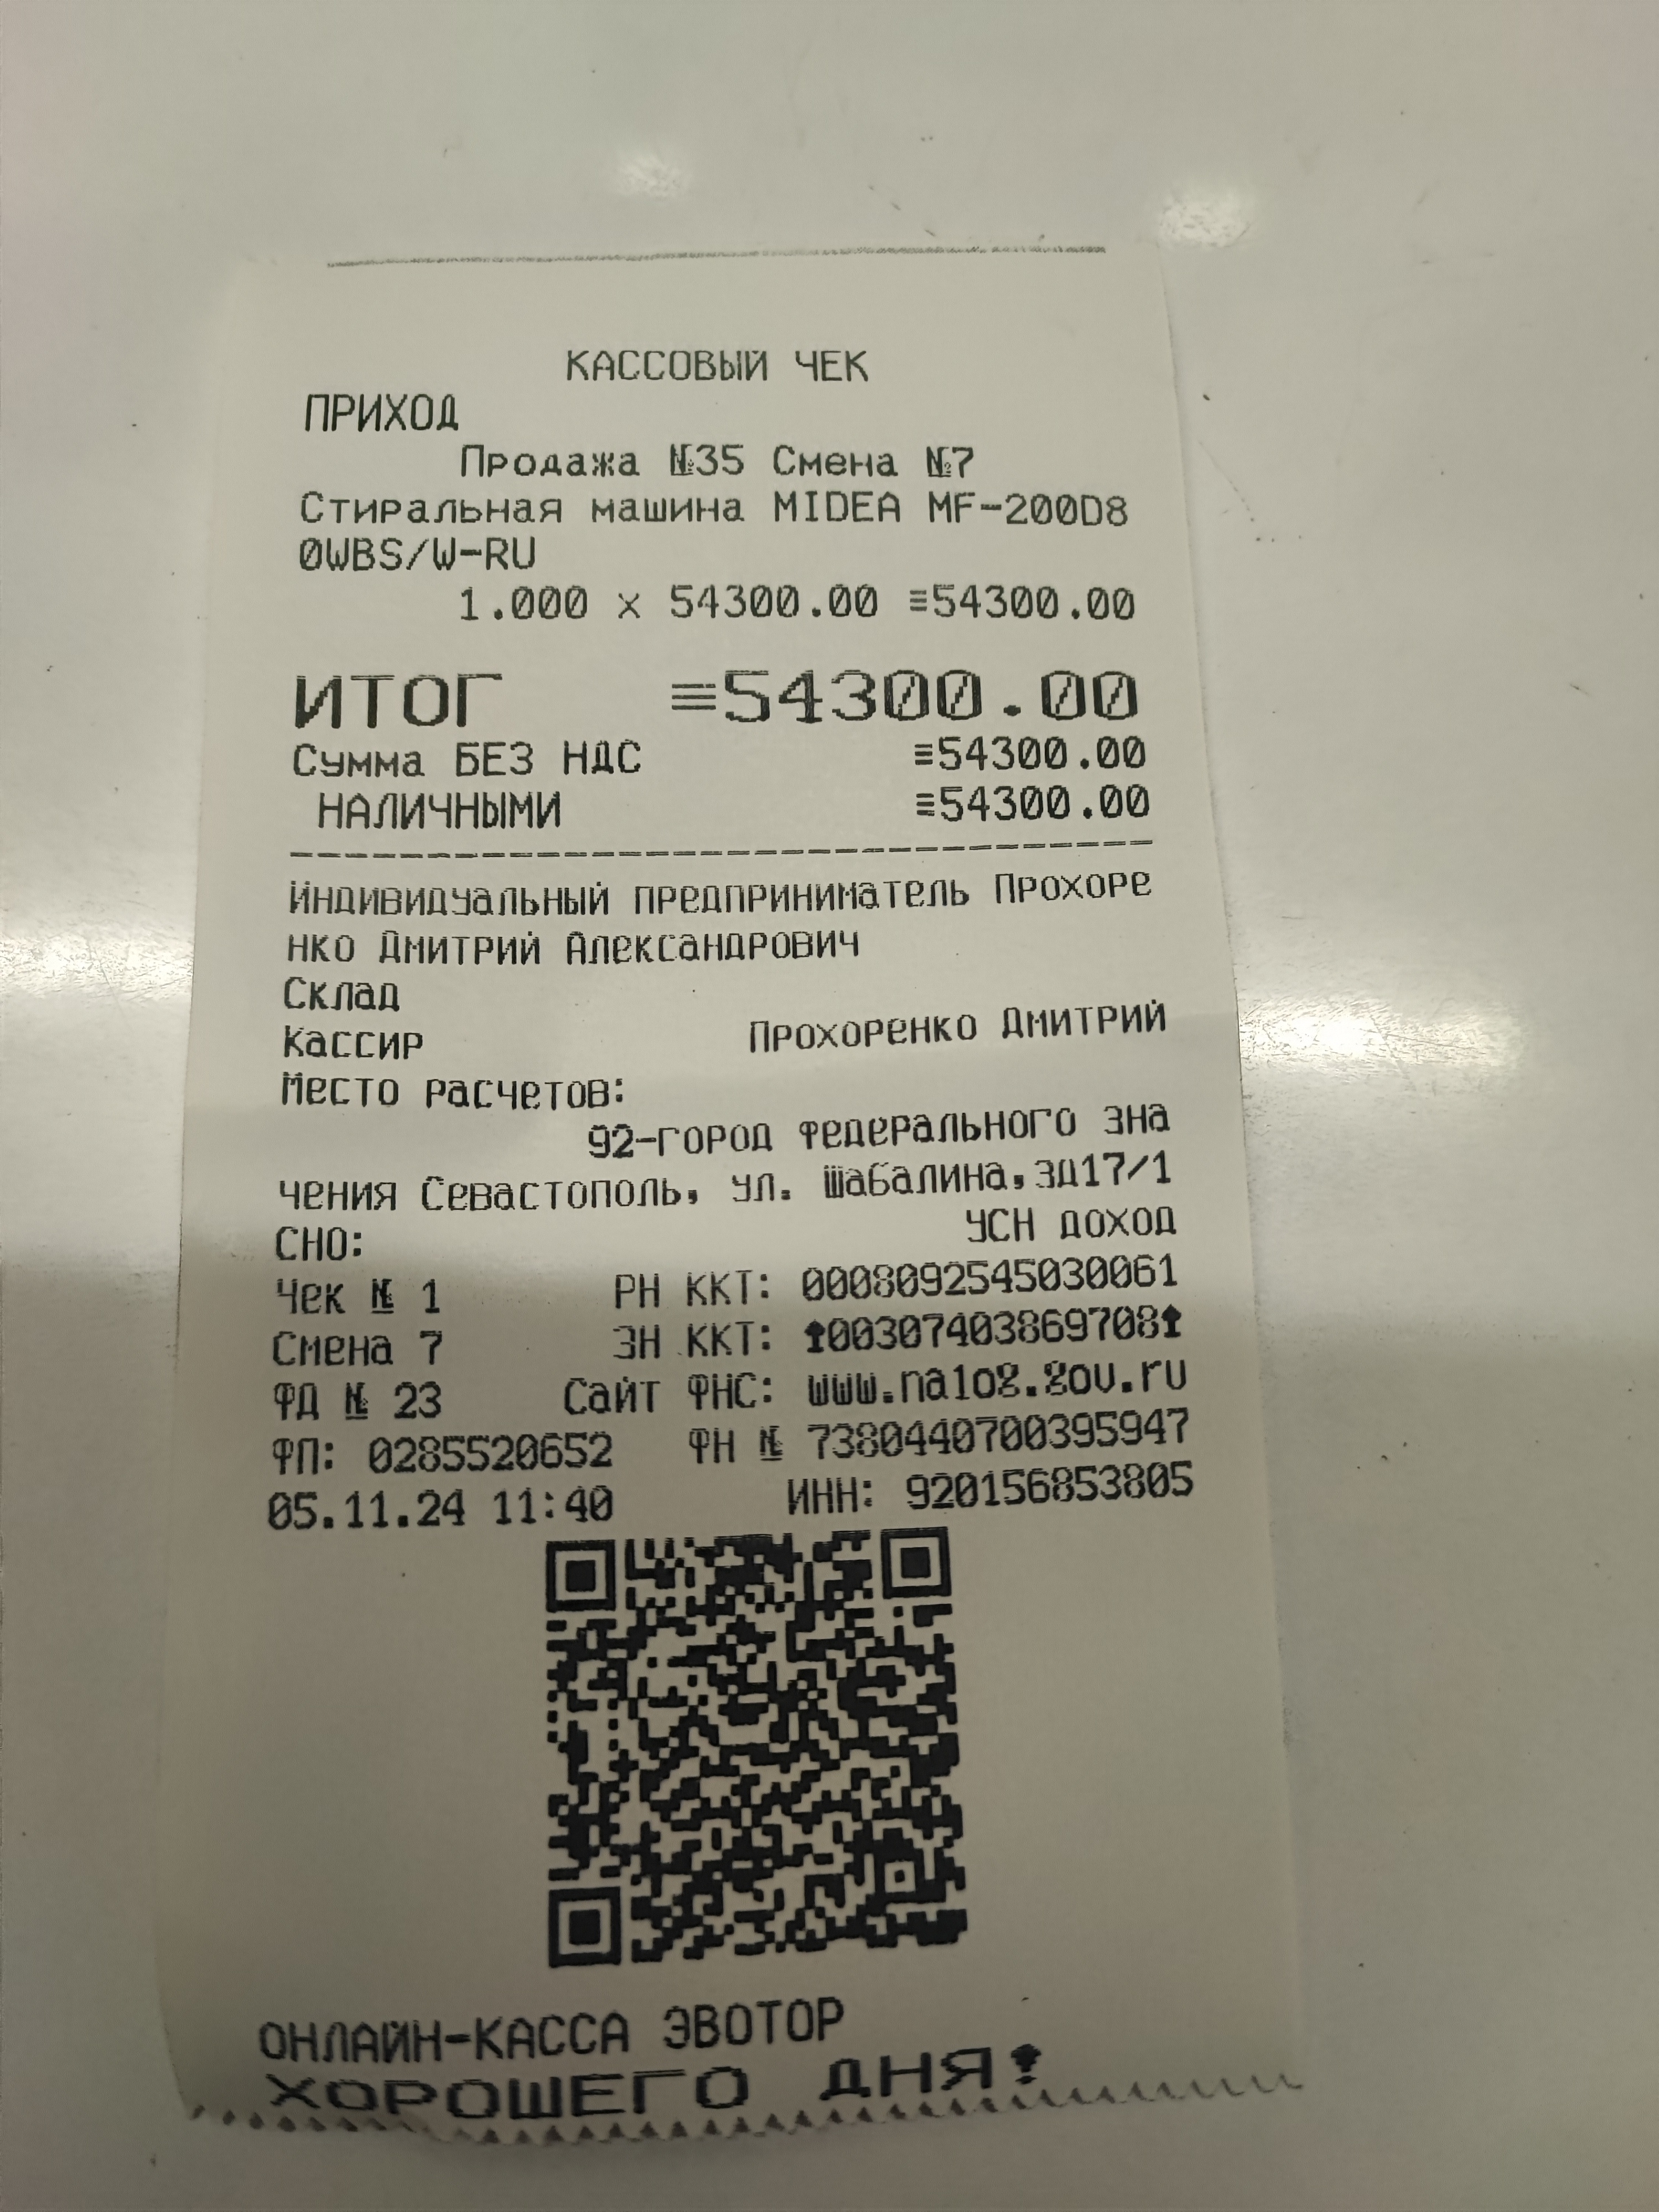 КАССОВЫЙ ЧЕК
ПРИХОД
Продажа №35 Смена №7
Стиральная машина MIDEA MF-200D8
0WBS/W-RU
1.000 x 54300.00 ≡54300.00
ИТОГ ≡54300.00
Сумма БЕЗ НДС ≡54300.00
НАЛИЧНЫМИ ≡54300.00
Индивидуальный предприниматель Прохоре
нко Дмитрий Александрович
Склад
Кассир Прохоренко Дмитрий
Место расчетов:
92-город федерального зна
чения Севастополь, ул. Шабалина,зд17/1
СНО: УСН доход
Чек № 1 РН ККТ: 0008092545030061
Смена 7 ЗН ККТ: 00307403869708
ФД № 23 Сайт ФНС: www.nalog.gov.ru
ФП: 0285520652 ФН № 7380440700395947
05.11.24 11:40 ИНН: 920156853805
ОНЛАЙН-КАССА ЭВОТОР
ХОРОШЕГО ДНЯ!